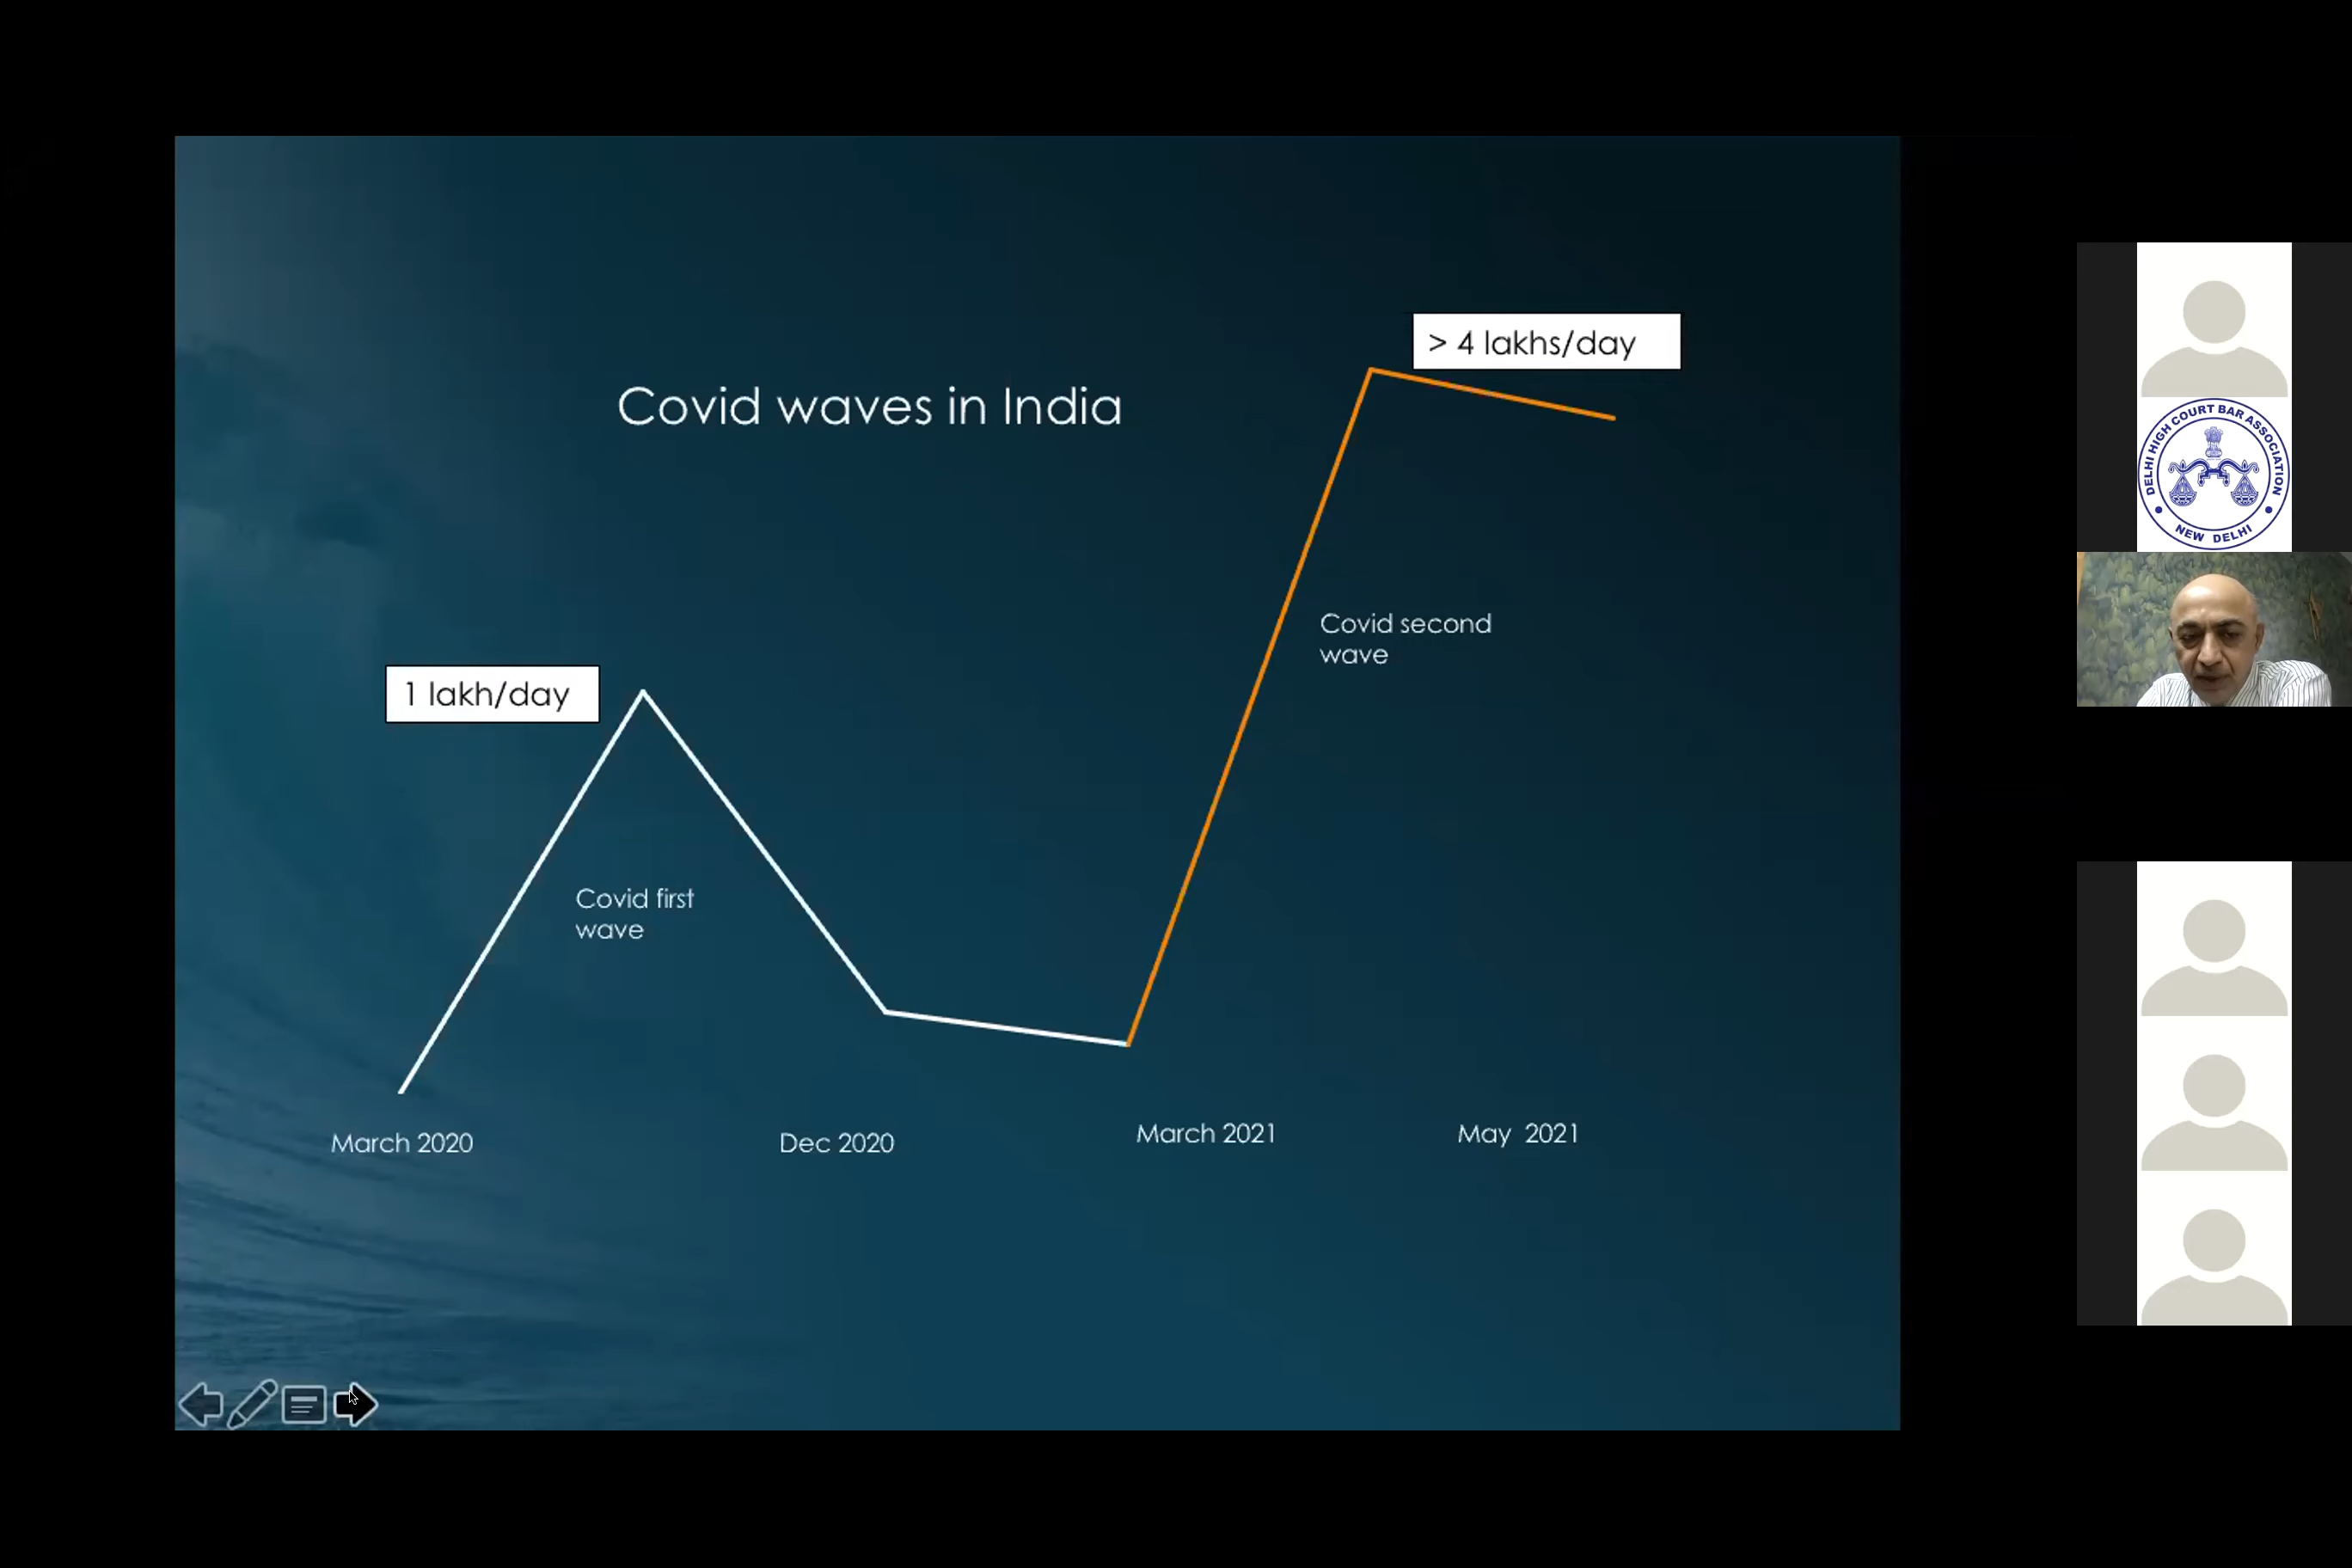 > 4 lakhs/day
Covid waves in India
Covid second
wave
1 lakh/day
Covid first
wave
March 2020
Dec 2020
March 2021
May 2021
DELHI HIGH COURT BAR ASSOCIATION
NEW DELHI